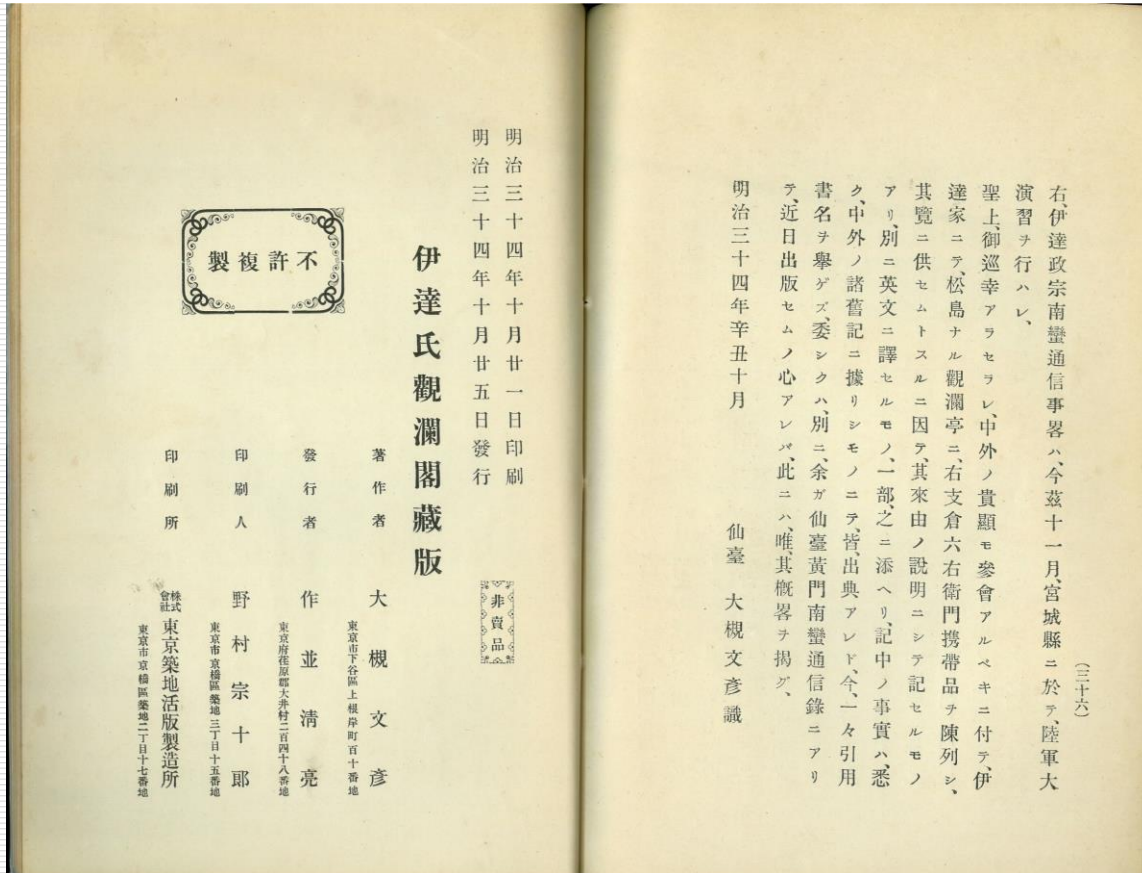 (三十六)
右、伊達政宗南蠻通信事畧ハ、今茲十一月、宮城縣ニ於テ、陸軍大
演習ヲ行ハレ、
聖上、御巡幸アラセラレ、中外ノ貴顯モ參會アルベキニ付テ、伊
達家ニテ、松島ナル觀瀾亭ニ、右支倉六右衛門携帶品ヲ陳列シ、
其覽ニ供セムトスルニ因テ、其來由ノ説明ニシテ記セルモノ
アリ、別ニ英文ニ譯セルモノ、一部、之ニ添ヘリ、記中ノ事實ハ、悉
ク、中外ノ諸舊記ニ據リシモノニテ、皆、出典アレド、今、一々引用
書名ヲ擧ゲズ、委シクハ、別ニ、余ガ仙臺黄門南蠻通信錄ニアリ
テ、近日出版セムノ心アレバ、此ニハ、唯、其概畧ヲ揭グ、
明治三十四年辛丑十月
仙臺 大槻文彦識
明治三十四年十月廿一日印刷
明治三十四年十月廿五日發行
非賣品
伊達氏觀瀾閣藏版
著作者 大槻文彦
東京市下谷區上根岸町百十番地
發行者 作並淸亮
東京府荏原郡大井村二百四十八番地
印刷人 野村宗十郎
東京市京橋區築地三丁目十五番地
印刷所 株式會社東京築地活版製造所
東京市京橋區築地二丁目十七番地
不許複製